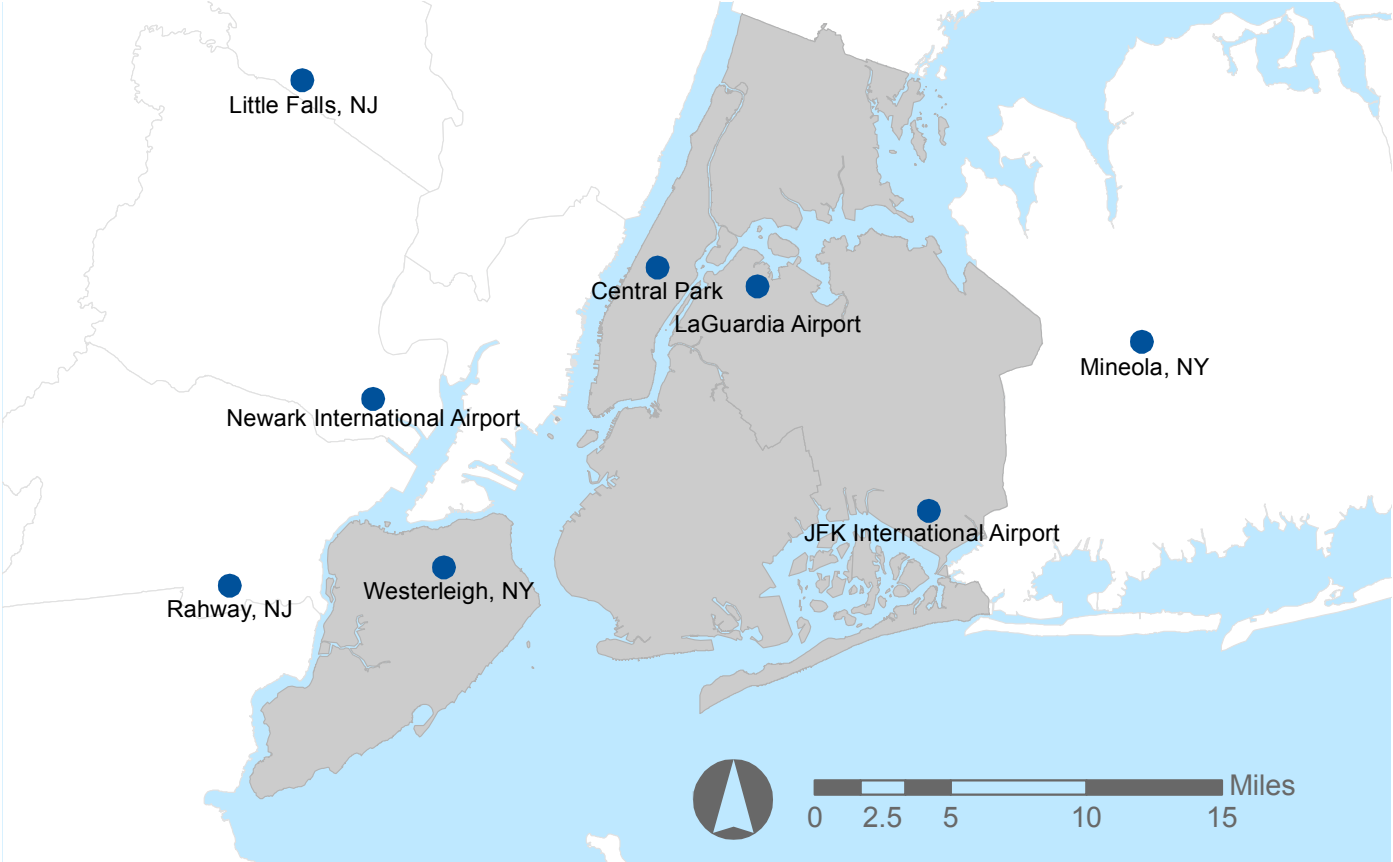 Little Falls, NJ
Central Park
LaGuardia Airport
Mineola, NY
Newark International Airport
JFK International Airport
Westerleigh, NY
Rahway, NJ
Miles
0 2.5 5 10 15